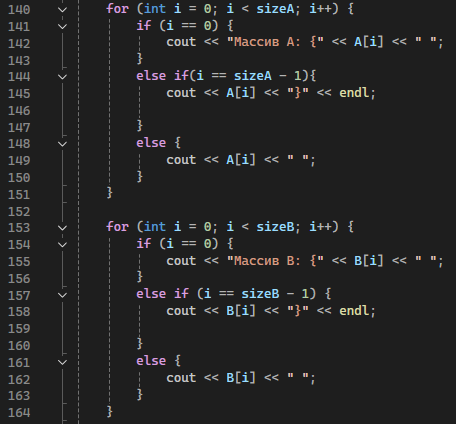 140 for (int i = 0; i < sizeA; i++) {
141 if (i == 0) {
142 cout << "Массив A: {" << A[i] << " ";
143 }
144 else if(i == sizeA - 1){
145 cout << A[i] << "}" << endl;
146
147 }
148 else {
149 cout << A[i] << " ";
150 }
151 }
152
153 for (int i = 0; i < sizeB; i++) {
154 if (i == 0) {
155 cout << "Массив B: {" << B[i] << " ";
156 }
157 else if (i == sizeB - 1) {
158 cout << B[i] << "}" << endl;
159
160 }
161 else {
162 cout << B[i] << " ";
163 }
164 }